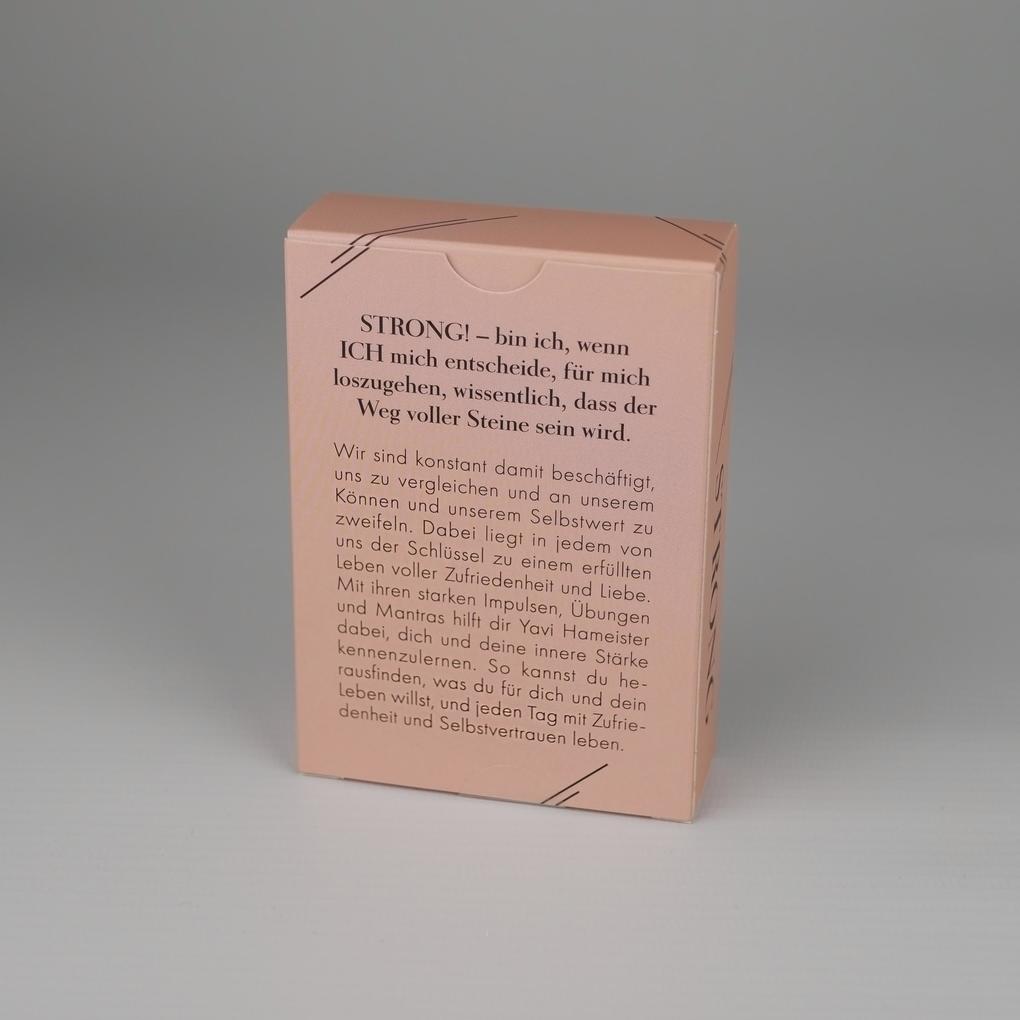 STRONG! – bin ich, wenn
ICH mich entscheide, für mich
loszugehen, wissentlich, dass der
Weg voller Steine sein wird.
Wir sind konstant damit beschäftigt,
uns zu vergleichen und an unserem
Können und unserem Selbstwert zu
zweifeln. Dabei liegt in jedem von
uns der Schlüssel zu einem erfüllten
Leben voller Zufriedenheit und Liebe.
Mit ihren starken Impulsen, Übungen
und Mantras hilft dir Yavi Hameister
dabei, dich und deine innere Stärke
kennenzulernen. So kannst du he-
rausfinden, was du für dich und dein
Leben willst, und jeden Tag mit Zufrie-
denheit und Selbstvertrauen leben.
STRONG